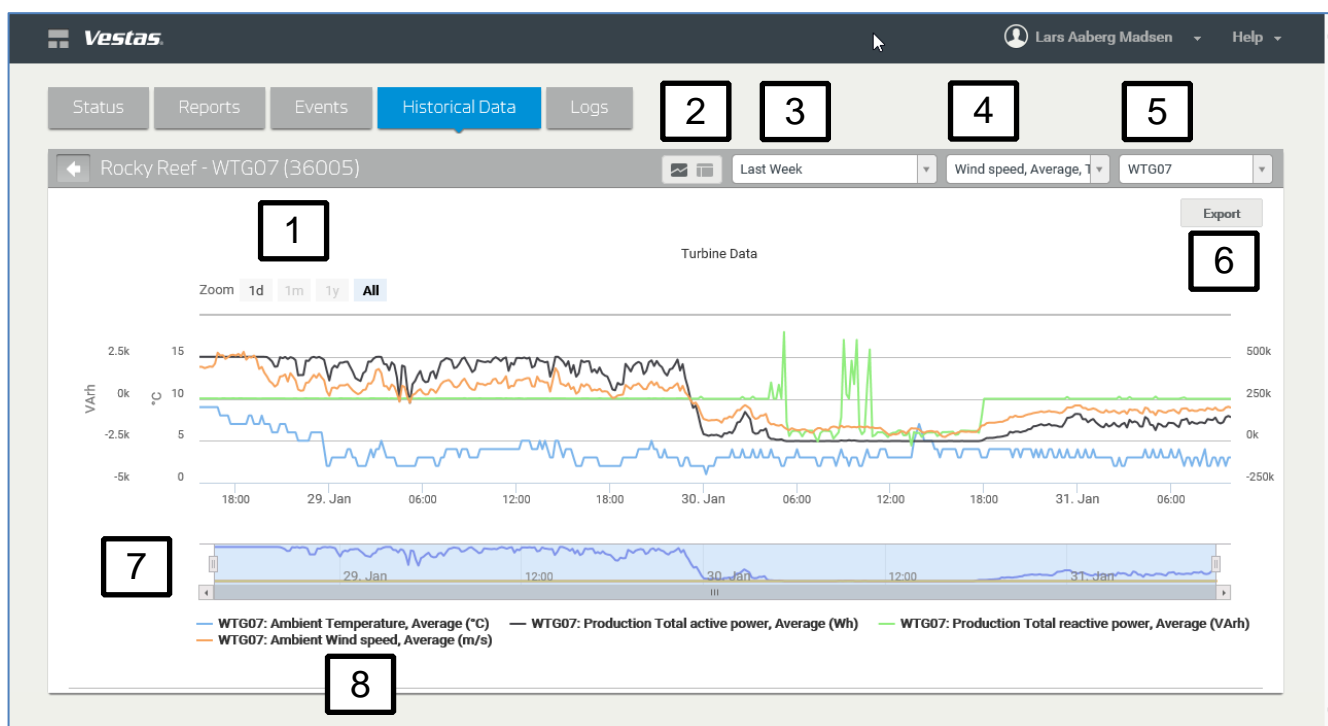 Vestas.
Lars Aaberg Madsen Help
Status Reports Events Historical Data Logs
2 3 4 5
Rocky Reef - WTG07 (36005) Last Week Wind speed, Average, T WTG07
Export
1
6
Turbine Data
Zoom 1d 1m 1y All
2.5k 15 500k
0k 10 250k
VArh °C
-2.5k 5 0k
-5k 0 -250k
18:00 29. Jan 06:00 12:00 18:00 30. Jan 06:00 12:00 18:00 31. Jan 06:00
7
29. Jan 12:00 30. Jan 12:00 31. Jan
WTG07: Ambient Temperature, Average (°C) WTG07: Production Total active power, Average (Wh) WTG07: Production Total reactive power, Average (VArh)
WTG07: Ambient Wind speed, Average (m/s)
8